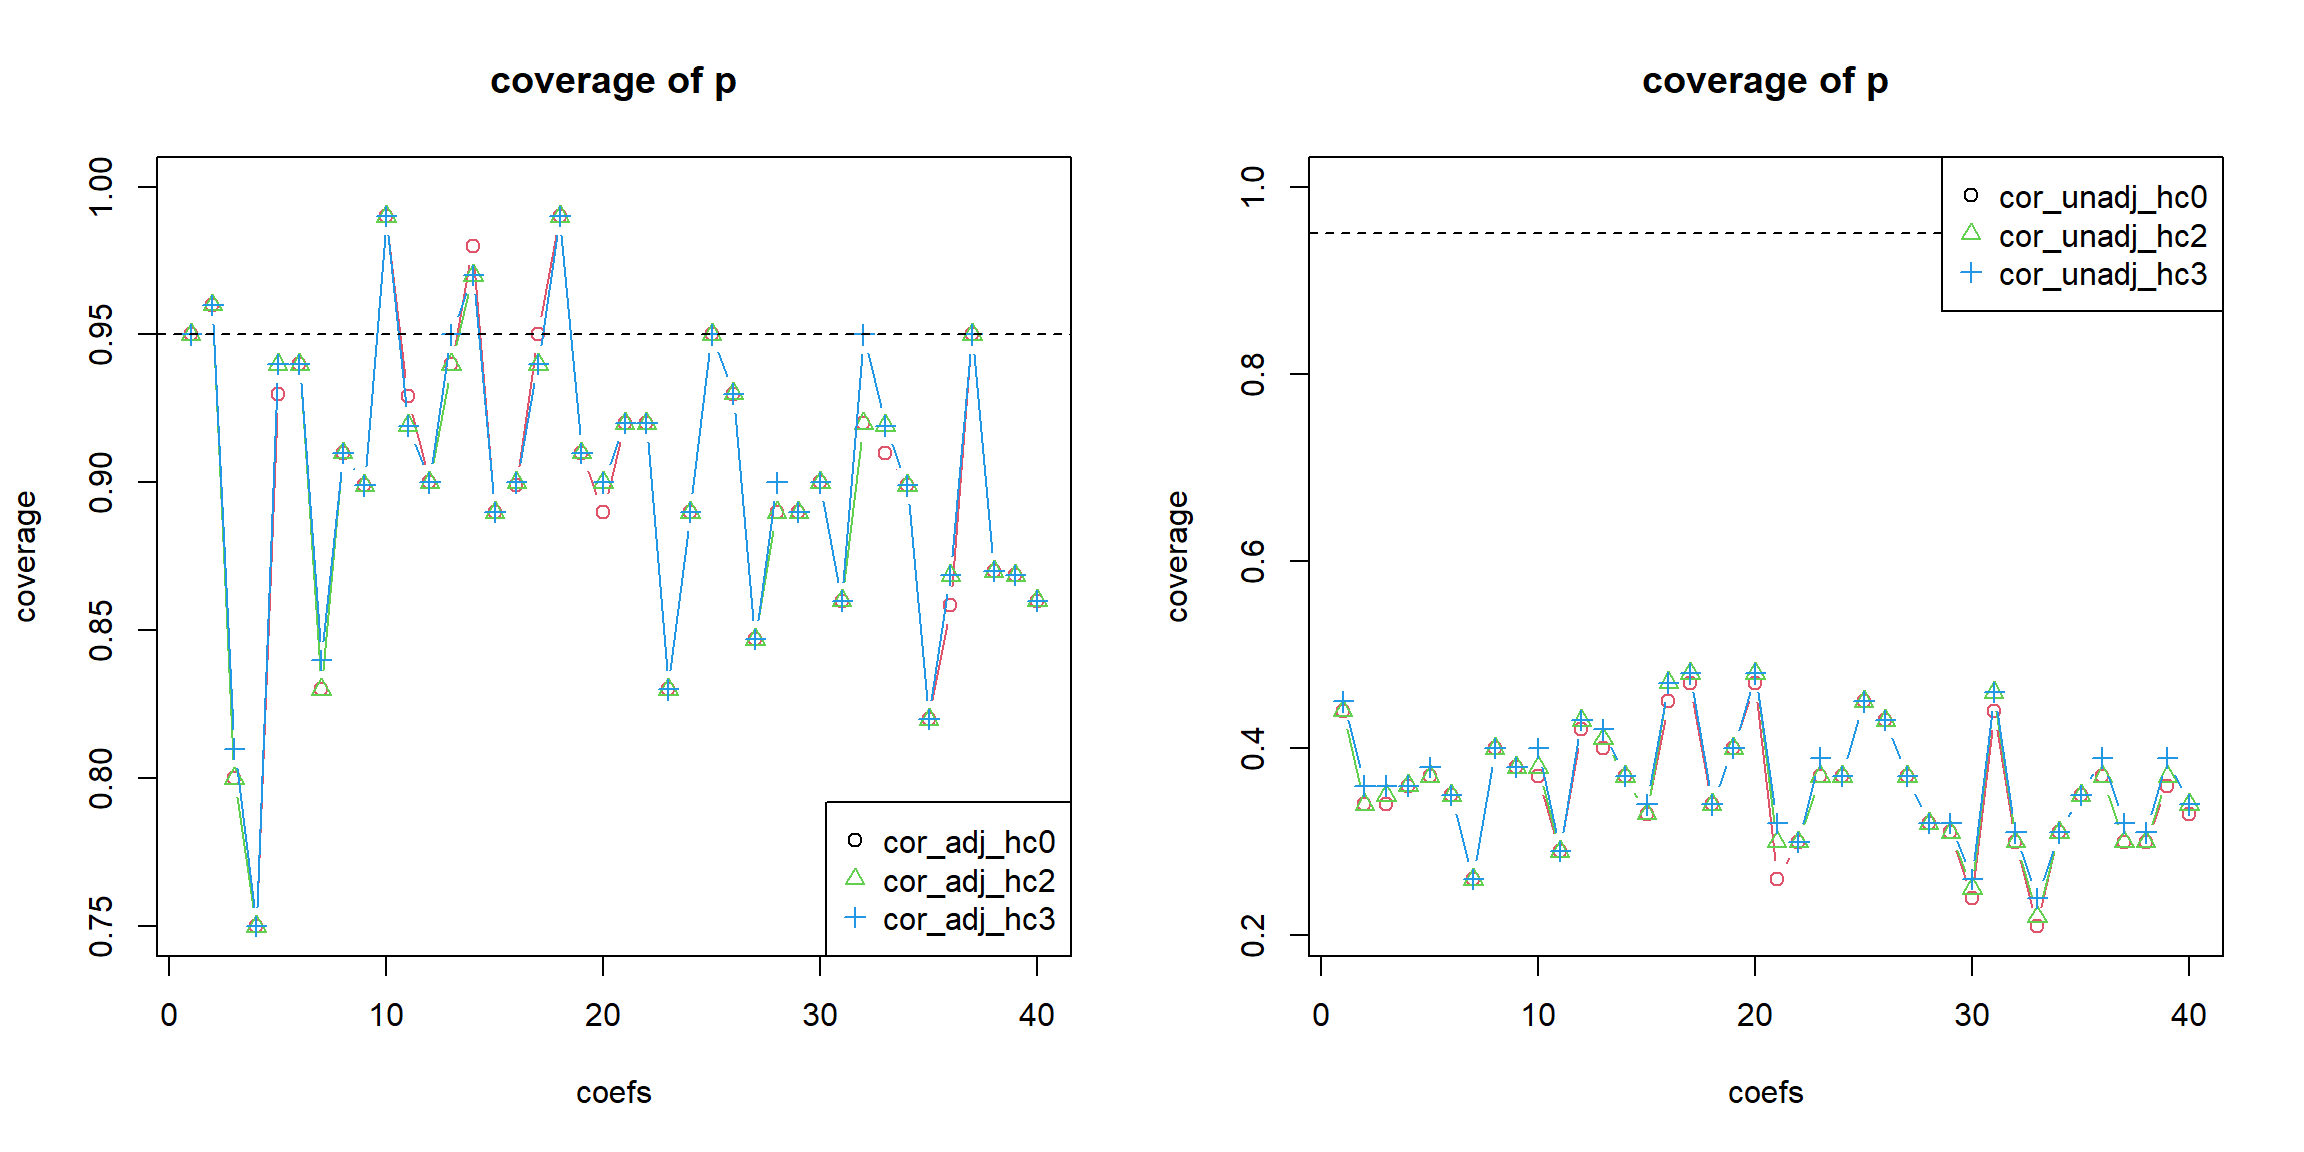 coverage of p
1.00
0.95
0.90
0.85
0.80
0.75
coverage
cor_adj_hc0
cor_adj_hc2
cor_adj_hc3
0
10
20
30
40
coefs
coverage of p
1.0
0.8
0.6
0.4
0.2
coverage
cor_unadj_hc0
cor_unadj_hc2
cor_unadj_hc3
0
10
20
30
40
coefs